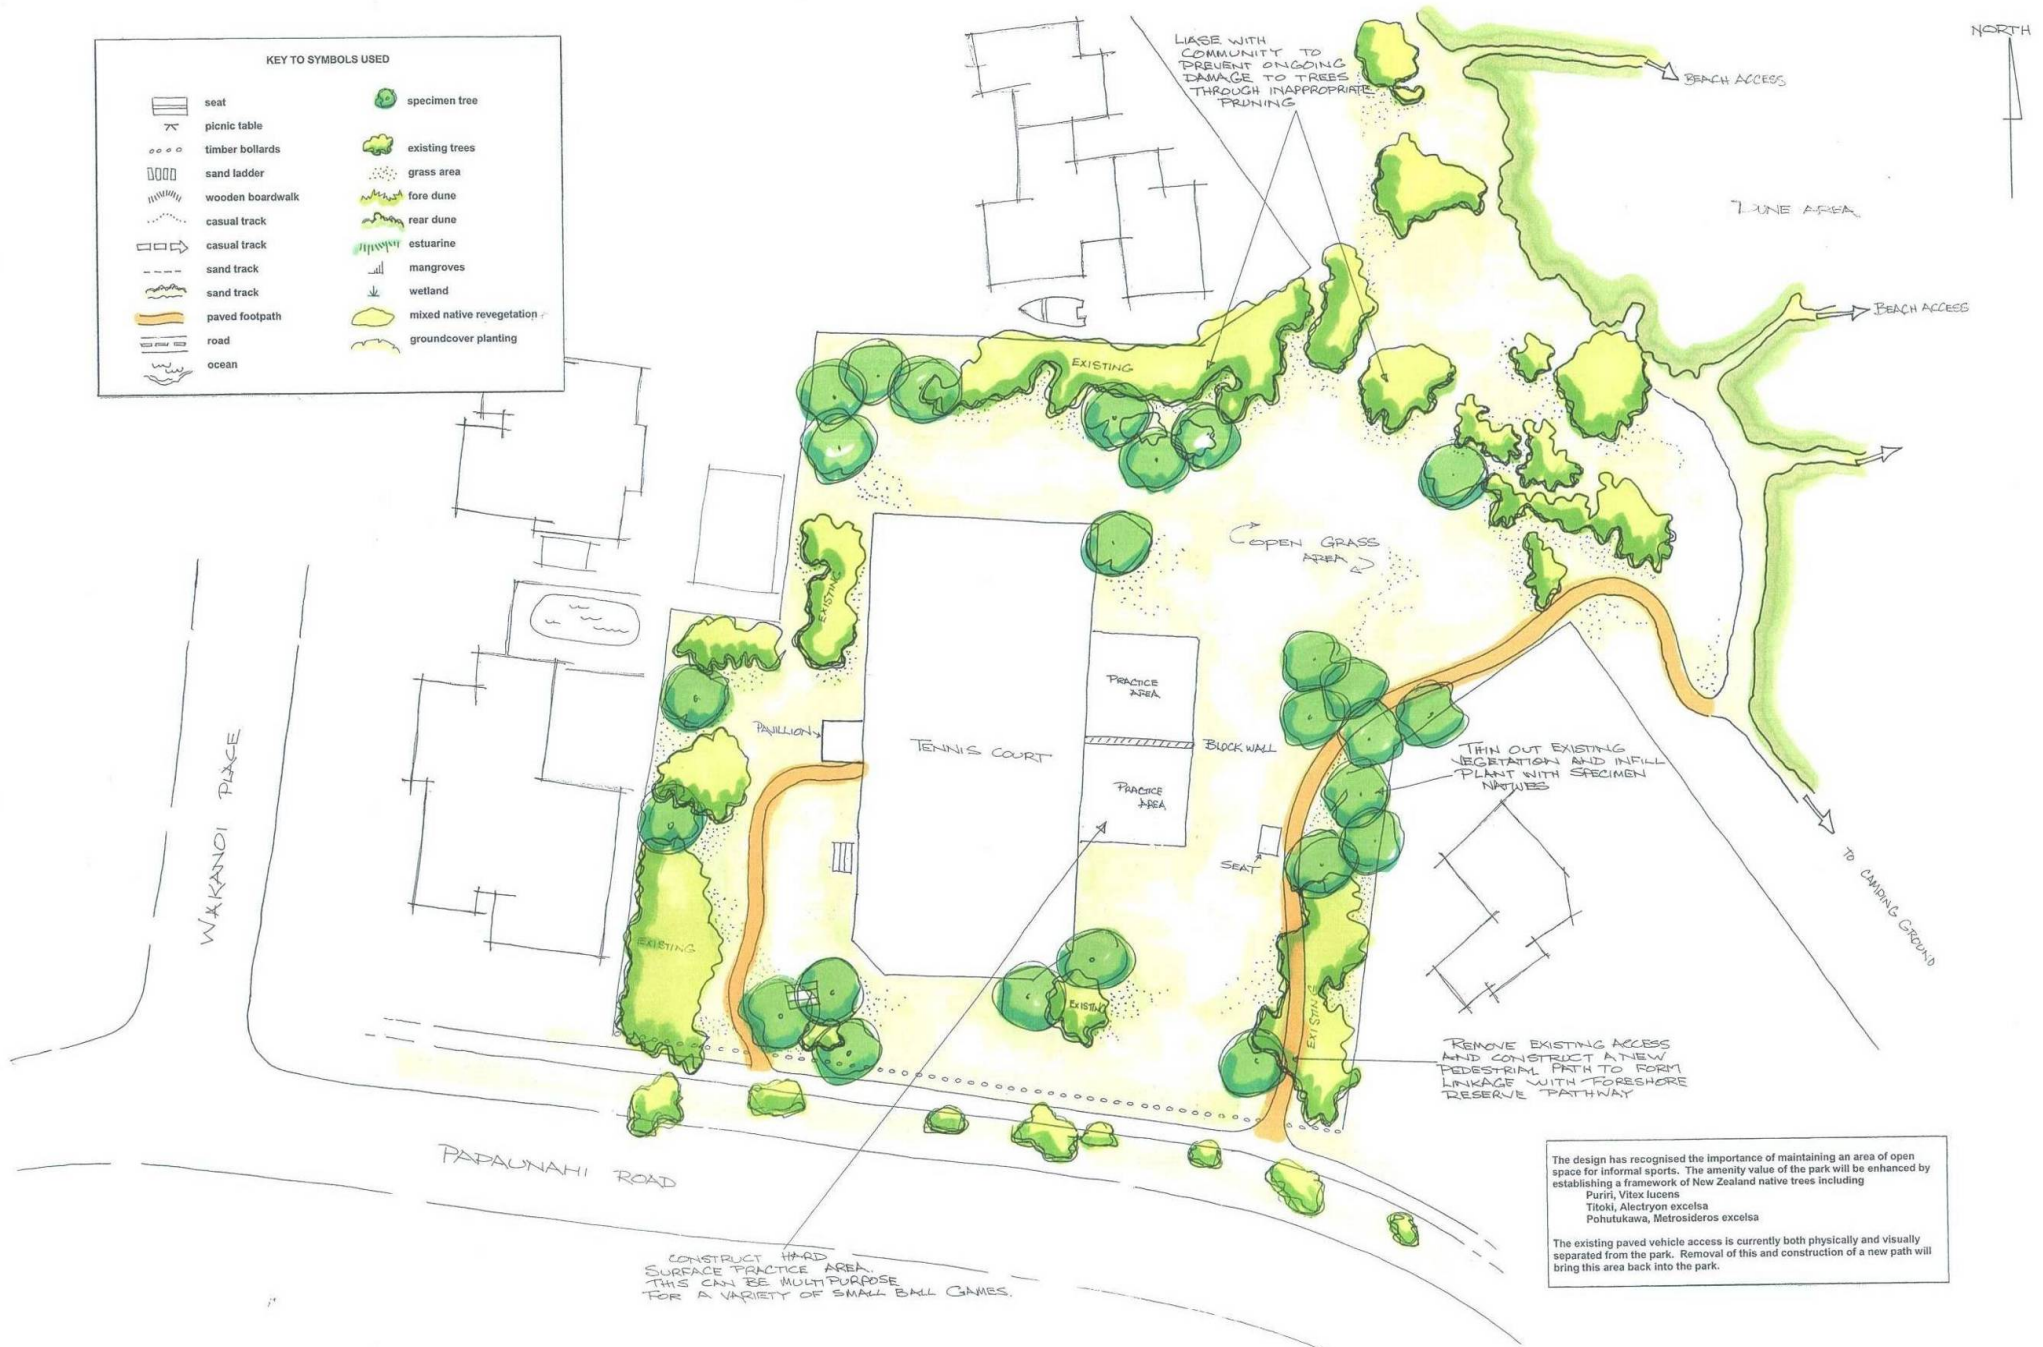 KEY TO SYMBOLS USED
seat
picnic table
timber bollards
sand ladder
wooden boardwalk
casual track
casual track
sand track
sand track
paved footpath
road
ocean
specimen tree
existing trees
grass area
fore dune
rear dune
estuarine
mangroves
wetland
mixed native revegetation
groundcover planting
LIASE WITH
COMMUNITY TO
PREVENT ONGOING
DAMAGE TO TREES
THROUGH INAPPROPRIATE
PRUNING
NORTH
BEACH ACCESS
DUNE AREA
BEACH ACCESS
EXISTING
EXISTING
OPEN GRASS
AREA
PRACTICE
AREA
PAVILLION
TENNIS COURT
BLOCK WALL
PRACTICE
AREA
THIN OUT EXISTING
VEGETATION AND INFILL
PLANT WITH SPECIMEN
NATIVES
SEAT
TO CAMPING GROUND
WAKANOI PLACE
EXISTING
EXISTING
EXISTING
REMOVE EXISTING ACCESS
AND CONSTRUCT A NEW
PEDESTRIAL PATH TO FORM
LINKAGE WITH FORESHORE
RESERVE PATHWAY
PAPAUNAHI ROAD
CONSTRUCT HARD
SURFACE PRACTICE AREA.
THIS CAN BE MULTIPURPOSE
FOR A VARIETY OF SMALL BALL GAMES.
The design has recognised the importance of maintaining an area of open
space for informal sports. The amenity value of the park will be enhanced by
establishing a framework of New Zealand native trees including
Puriri, Vitex lucens
Titoki, Alectryon excelsa
Pohutukawa, Metrosideros excelsa
The existing paved vehicle access is currently both physically and visually
separated from the park. Removal of this and construction of a new path will
bring this area back into the park.